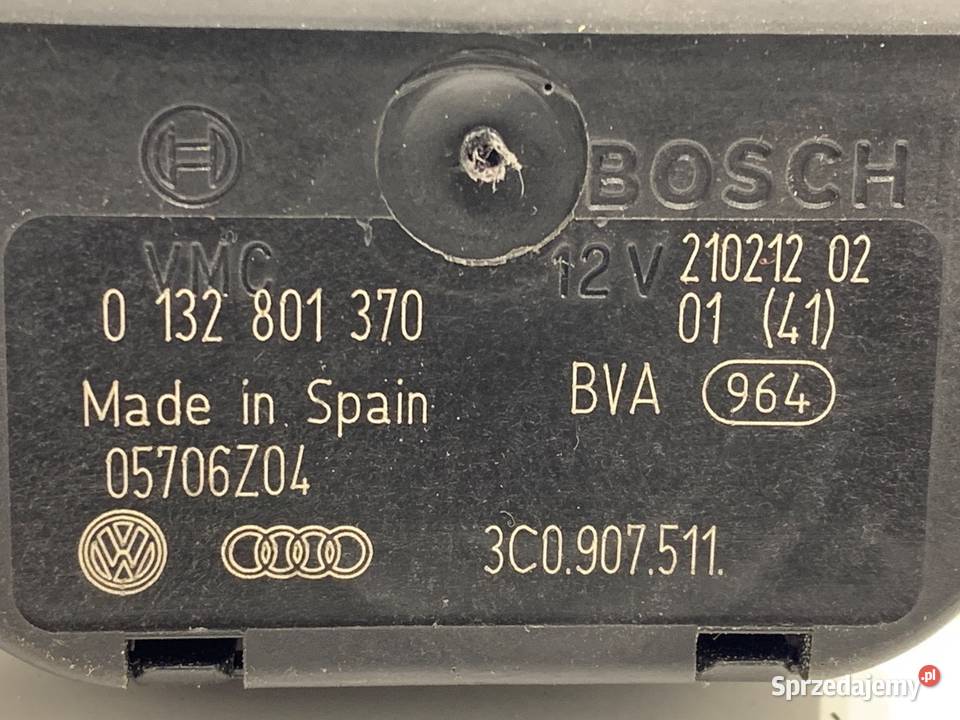 BOSCH
VMC 12V 210212 02
0 132 801 370 01 (41)
Made in Spain BVA 964
05706Z04
3C0.907.511.
Sprzedajemy.pl